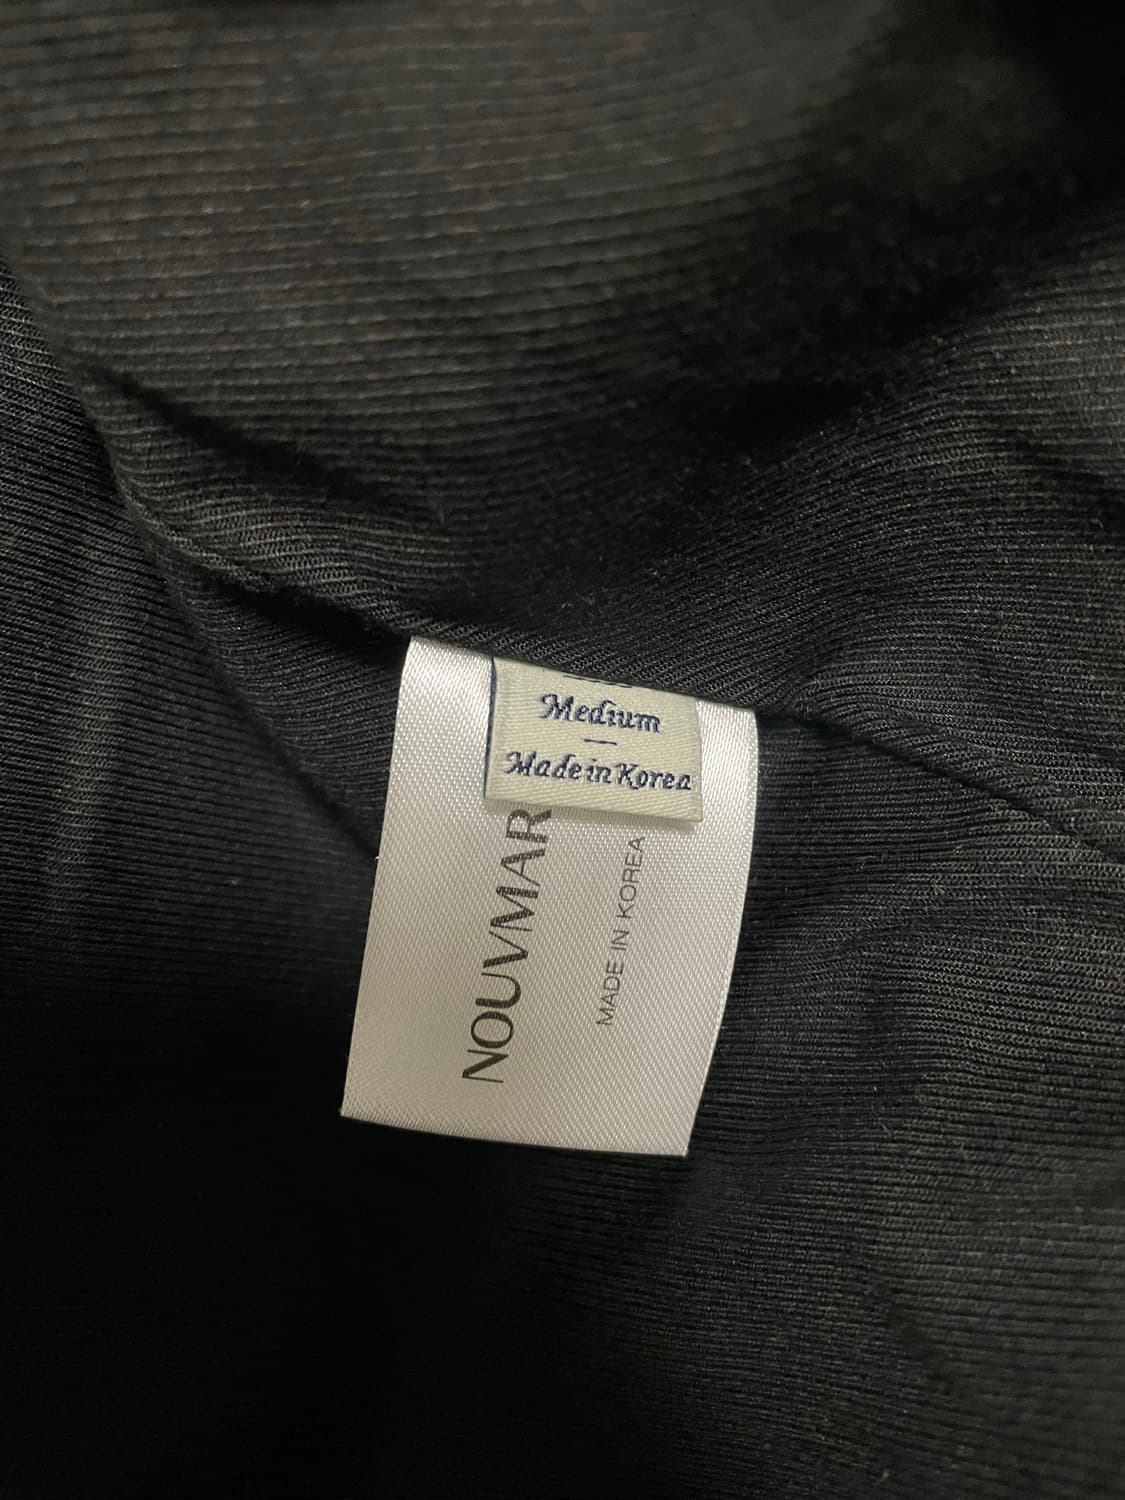 Medium
—
Made in Korea
NOUVMAR
MADE IN KOREA